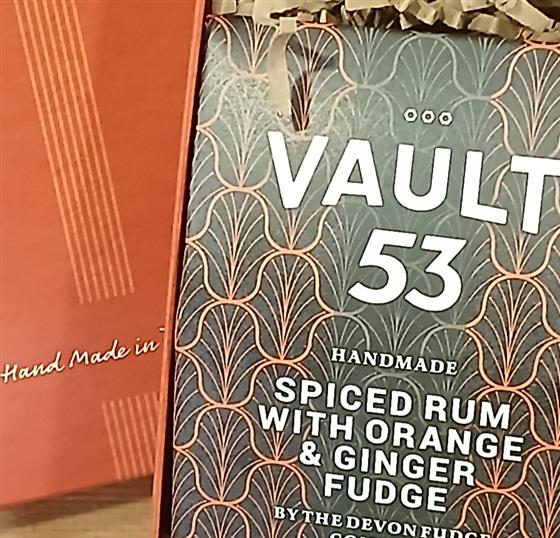 Hand Made in
VAULT
53
HANDMADE
SPICED RUM
WITH ORANGE
& GINGER
FUDGE
BY THE DEVON FUDGE